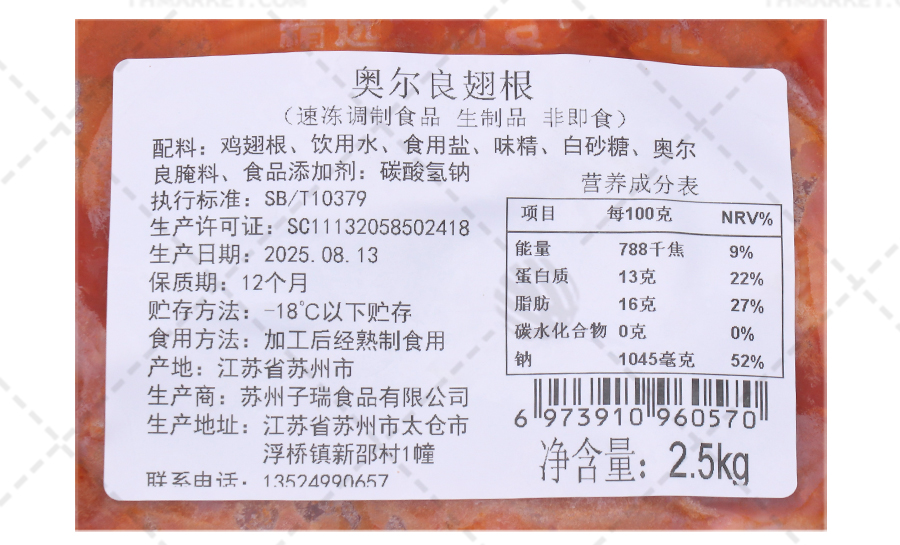 奥尔良翅根
（速冻调制食品 生制品 非即食）
配料：鸡翅根、饮用水、食用盐、味精、白砂糖、奥尔
良腌料、食品添加剂：碳酸氢钠
执行标准：SB/T10379
生产许可证：SC11132058502418
生产日期：2025.08.13
保质期：12个月
贮存方法：-18℃以下贮存
食用方法：加工后经熟制食用
产地：江苏省苏州市
生产商：苏州子瑞食品有限公司
生产地址：江苏省苏州市太仓市
浮桥镇新邵村1幢
联系电话：13524990657
营养成分表
项目 每100克 NRV%
能量 788千焦 9%
蛋白质 13克 22%
脂肪 16克 27%
碳水化合物 0克 0%
钠 1045毫克 52%
6 973910 960570
净含量：2.5kg